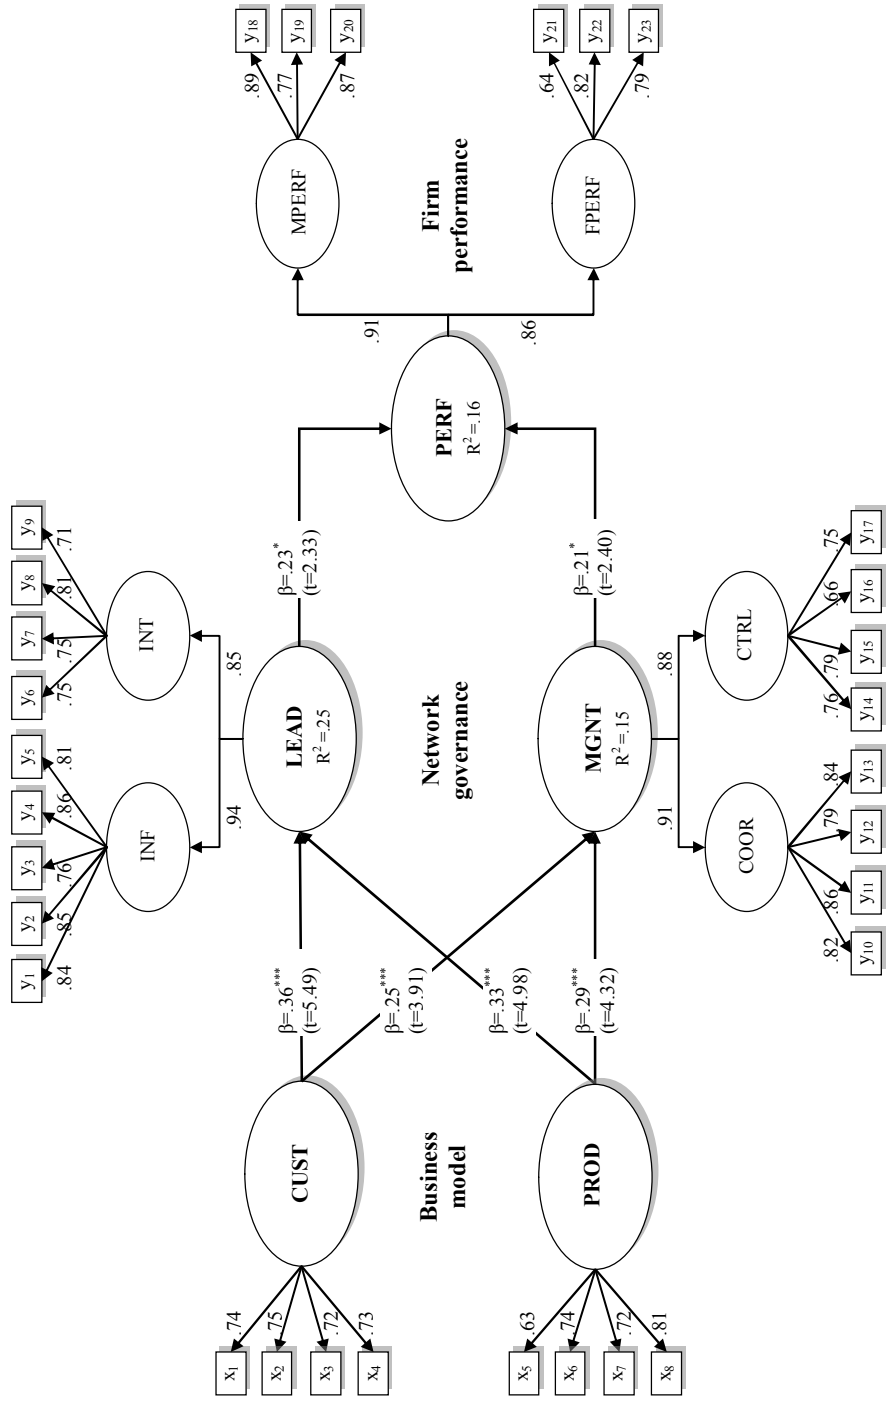 y1
y2
y3
y4
y5
y6
y7
y8
y9
.84
.85
.76
.86
.81
.75
.75
.81
.71
INF
INT
.94
.85
x1
x2
x3
x4
.74
.75
.72
.73
CUST
β=.36***
(t=5.49)
LEAD
R2=.25
β=.23*
(t=2.33)
y18
y19
y20
.89
.77
.87
MPERF
β=.25***
(t=3.91)
.91
Business
model
Network
governance
PERF
R2=.16
Firm
performance
β=.33***
(t=4.98)
.86
x5
x6
x7
x8
.63
.74
.72
.81
PROD
β=.29***
(t=4.32)
MGNT
R2=.15
β=.21*
(t=2.40)
y21
y22
y23
.64
.82
.79
FPERF
.91
.88
COOR
CTRL
.82
.86
.79
.84
.76
.79
.66
.75
y10
y11
y12
y13
y14
y15
y16
y17